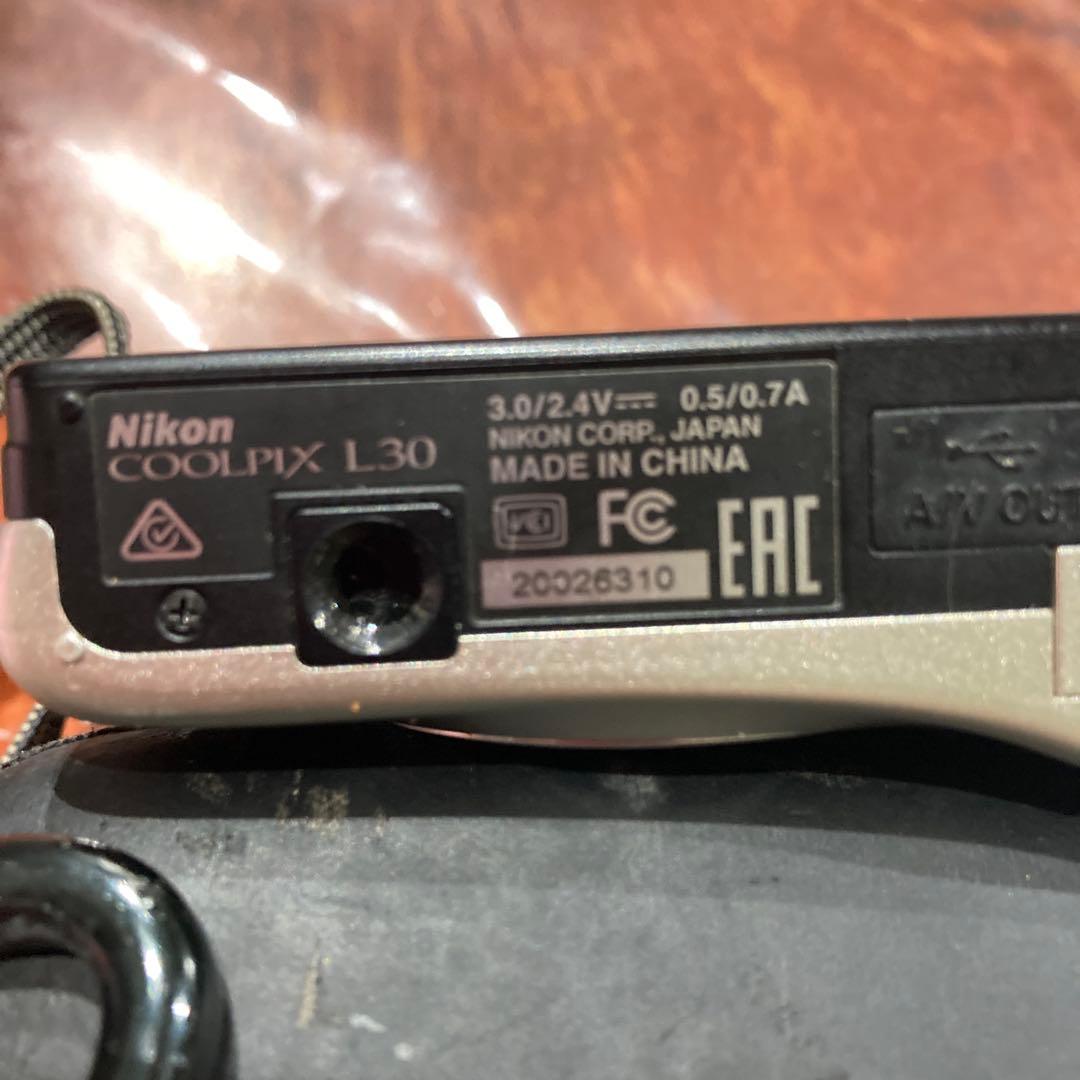 Nikon
COOLPIX L30
3.0/2.4V 0.5/0.7A
NIKON CORP., JAPAN
MADE IN CHINA
VCI
FC
EAC
20026310
A/V OUT